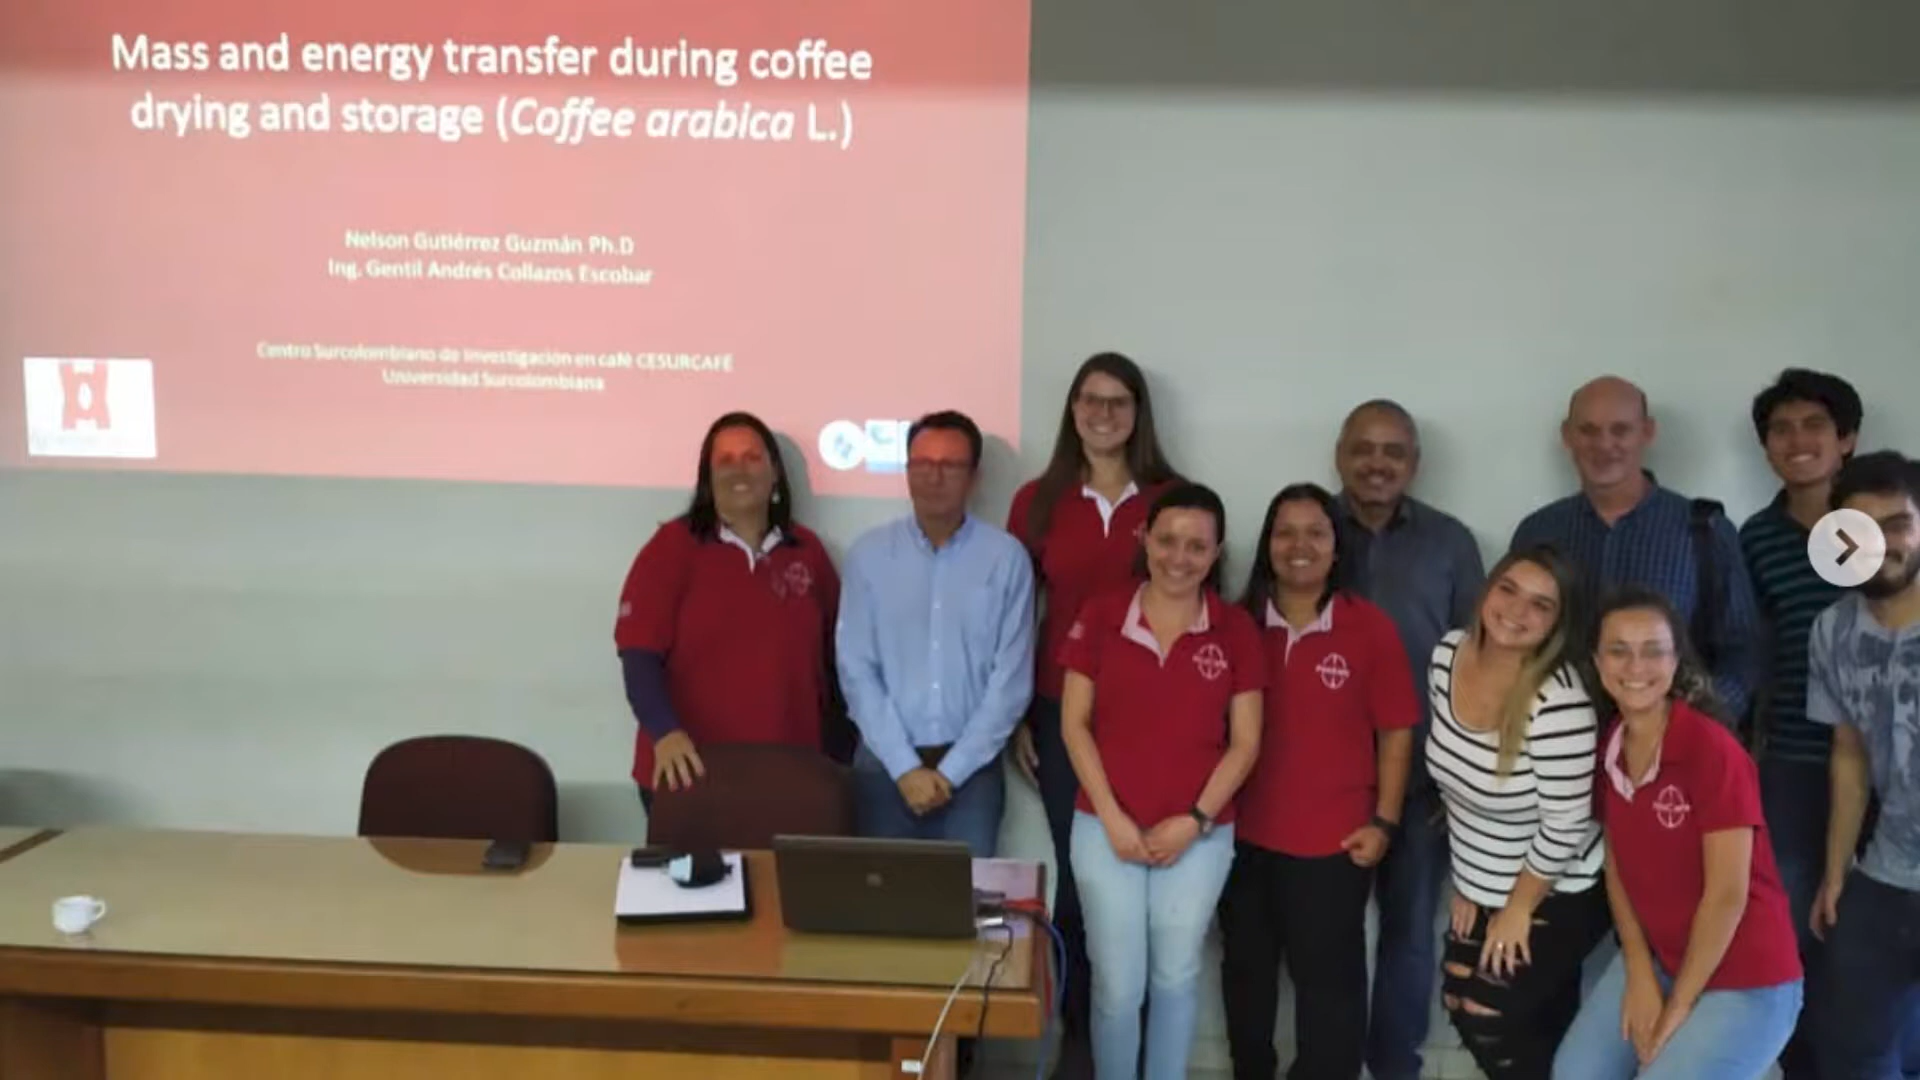 Mass and energy transfer during coffee
drying and storage (Coffee arabica L.)
Nelson Gutiérrez Guzmán Ph.D
Ing. Gentil Andrés Collazos Escobar
Centro Surcolombiano de Investigación en café CESURCAFÉ
Universidad Surcolombiana